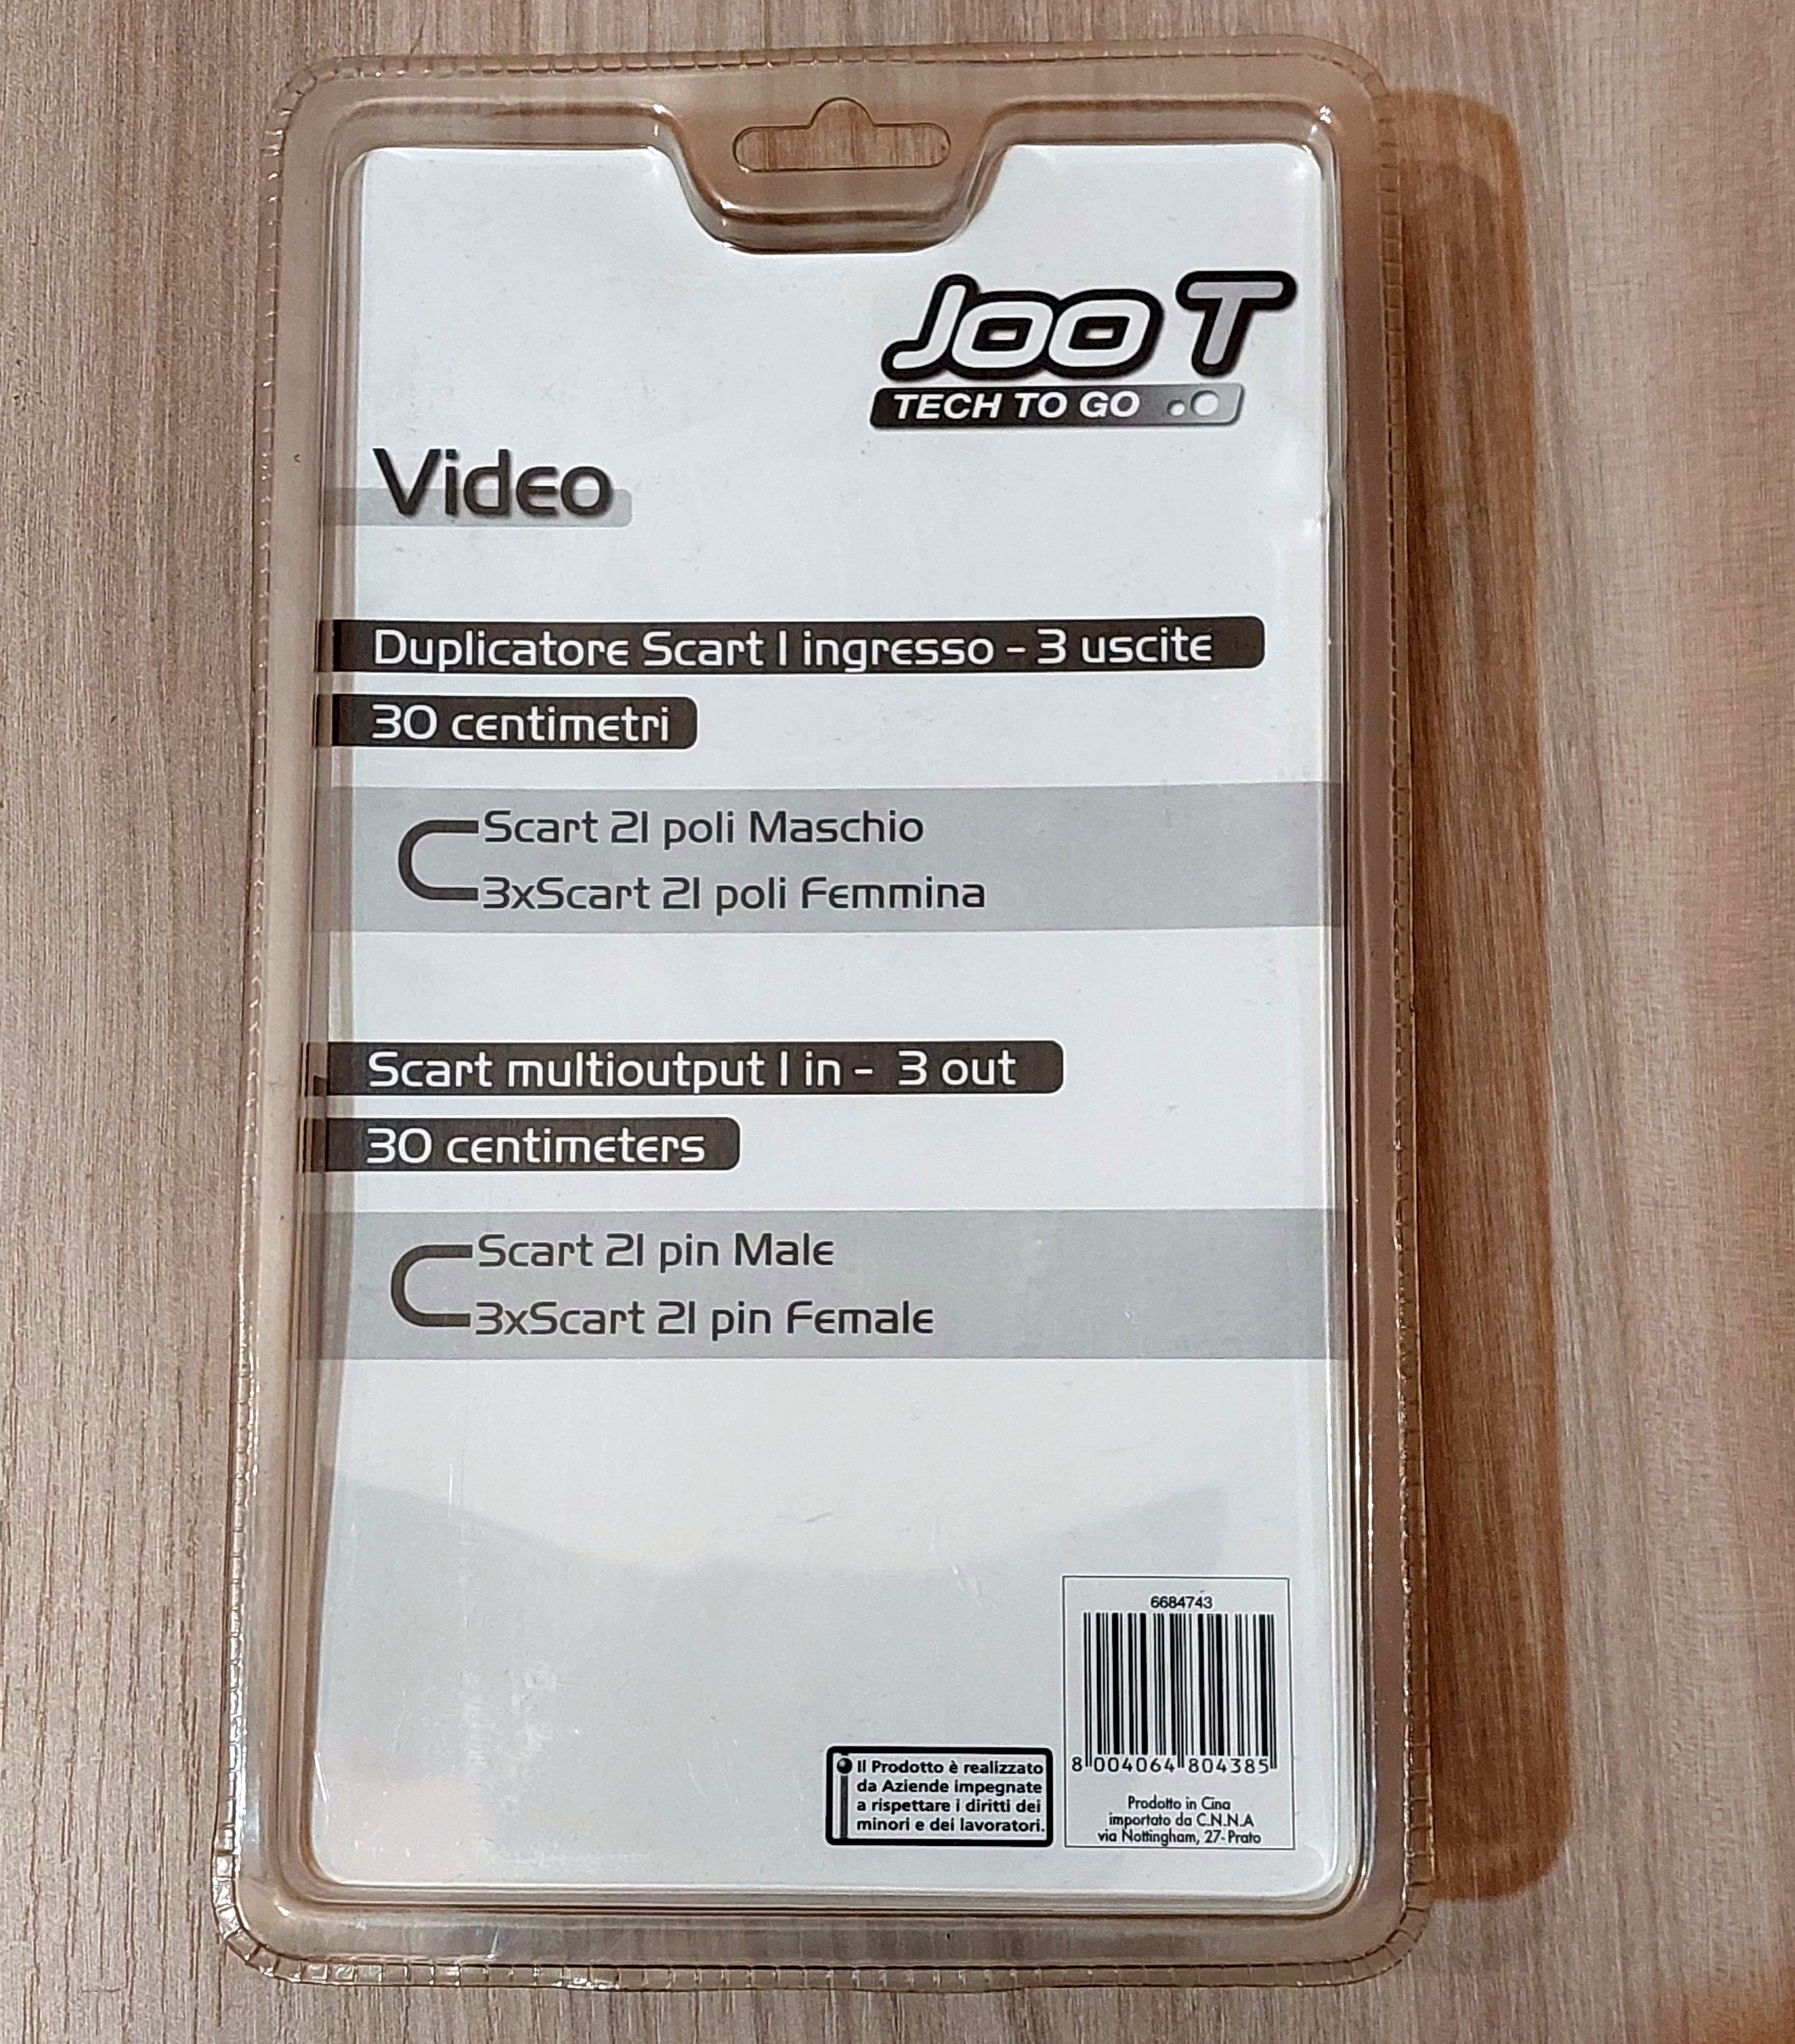 Joo T
TECH TO GO
Video
Duplicatore Scart 1 ingresso - 3 uscite
30 centimetri
Scart 21 poli Maschio
3xScart 21 poli Femmina
Scart multioutput 1 in - 3 out
30 centimeters
Scart 21 pin Male
3xScart 21 pin Female
6684743
8 004064 804385
Il Prodotto è realizzato
da Aziende impegnate
a rispettare i diritti dei
minori e dei lavoratori.
Prodotto in Cina
importato da C.N.N.A
via Nottingham, 27- Prato